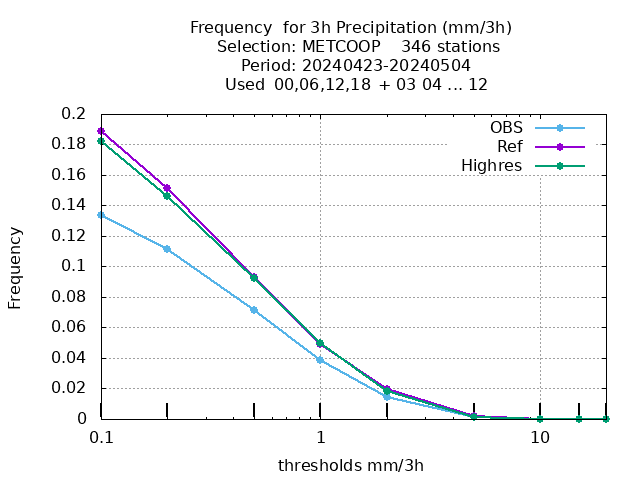 Frequency  for 3h Precipitation (mm/3h)
Selection: METCOOP    346 stations
Period: 20240423-20240504
Used  00,06,12,18 + 03 04 ... 12
OBS
Ref
Highres
0.2
0.18
0.16
0.14
0.12
0.1
0.08
0.06
0.04
0.02
0
Frequency
0.1
1
10
thresholds mm/3h